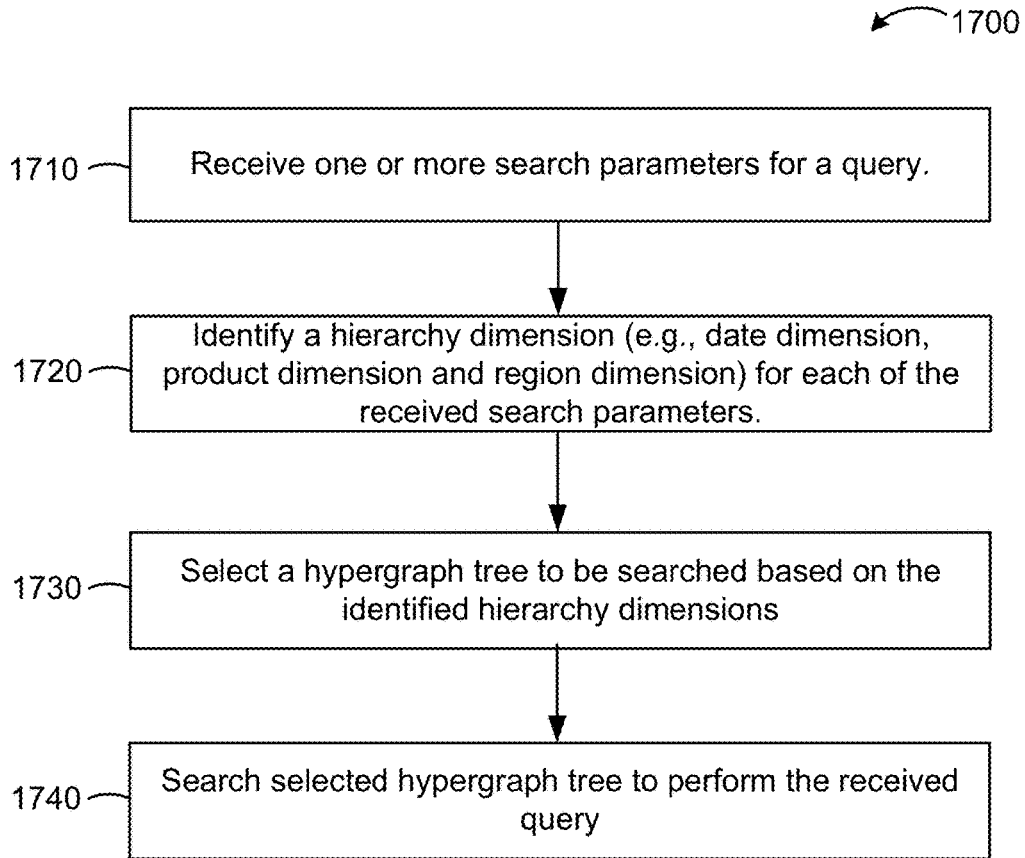 1700
1710
Receive one or more search parameters for a query.
1720
Identify a hierarchy dimension (e.g., date dimension,
product dimension and region dimension) for each of the
received search parameters.
1730
Select a hypergraph tree to be searched based on the
identified hierarchy dimensions
1740
Search selected hypergraph tree to perform the received
query